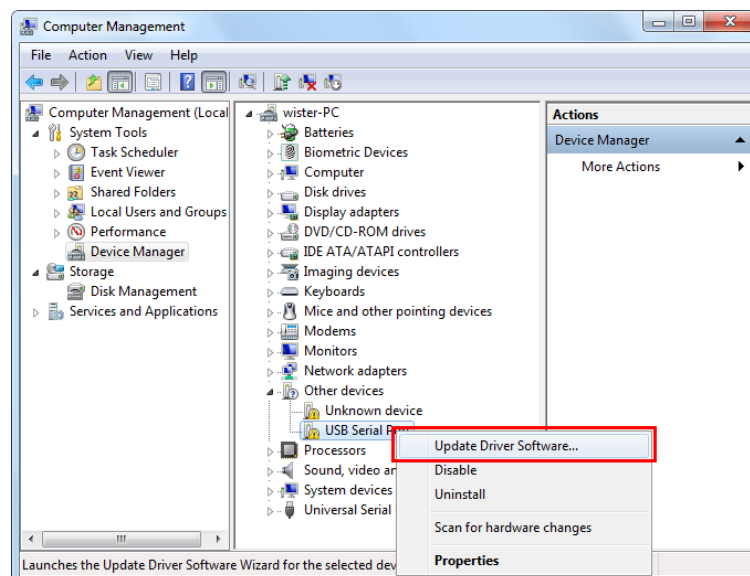 Computer Management
File Action View Help
Computer Management (Local
System Tools
Task Scheduler
Event Viewer
Shared Folders
Local Users and Groups
Performance
Device Manager
Storage
Disk Management
Services and Applications
wister-PC
Batteries
Biometric Devices
Computer
Disk drives
Display adapters
DVD/CD-ROM drives
IDE ATA/ATAPI controllers
Imaging devices
Keyboards
Mice and other pointing devices
Modems
Monitors
Network adapters
Other devices
Unknown device
USB Serial
Processors
Sound, video
System devices
Universal Serial
Update Driver Software...
Disable
Uninstall
Scan for hardware changes
Properties
Actions
Device Manager
More Actions
Launches the Update Driver Software Wizard for the selected